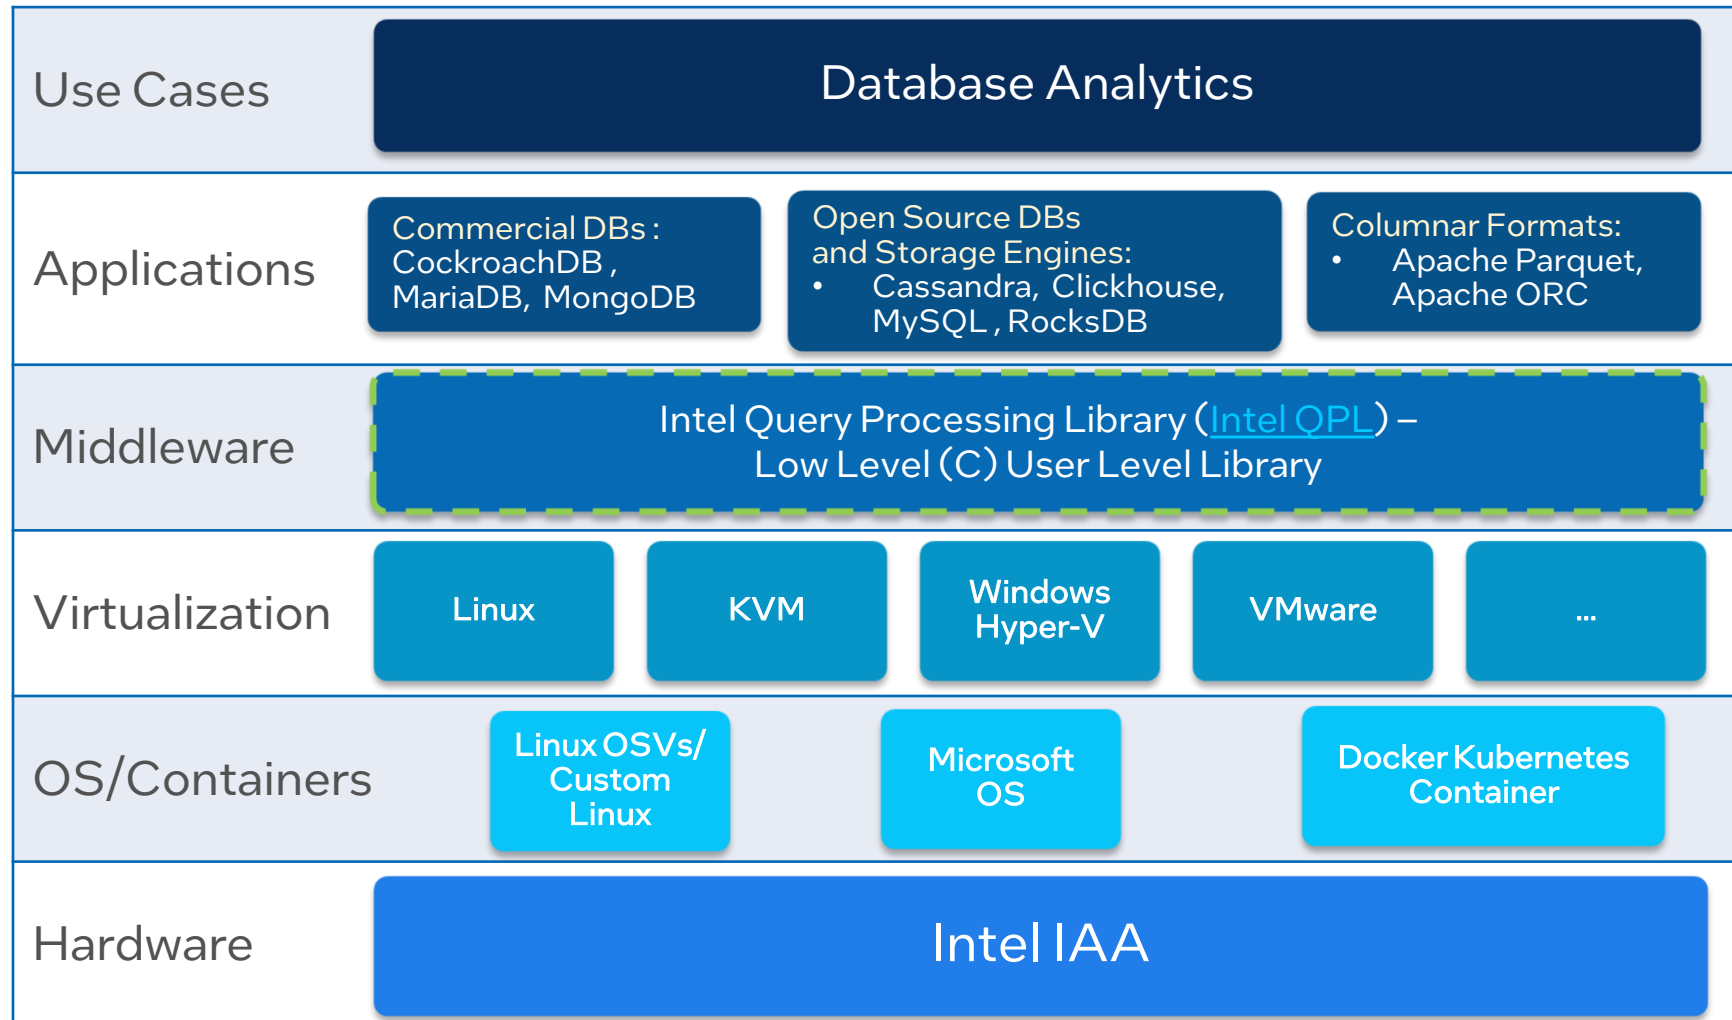 Use Cases
Database Analytics
Applications
Commercial DBs :
CockroachDB ,
MariaDB, MongoDB
Open Source DBs
and Storage Engines:
• Cassandra, Clickhouse,
MySQL , RocksDB
Columnar Formats:
• Apache Parquet,
Apache ORC
Middleware
Intel Query Processing Library (Intel QPL) –
Low Level (C) User Level Library
Virtualization
Linux
KVM
Windows
Hyper-V
VMware
...
OS/Containers
Linux OSVs/
Custom
Linux
Microsoft
OS
Docker Kubernetes
Container
Hardware
Intel IAA